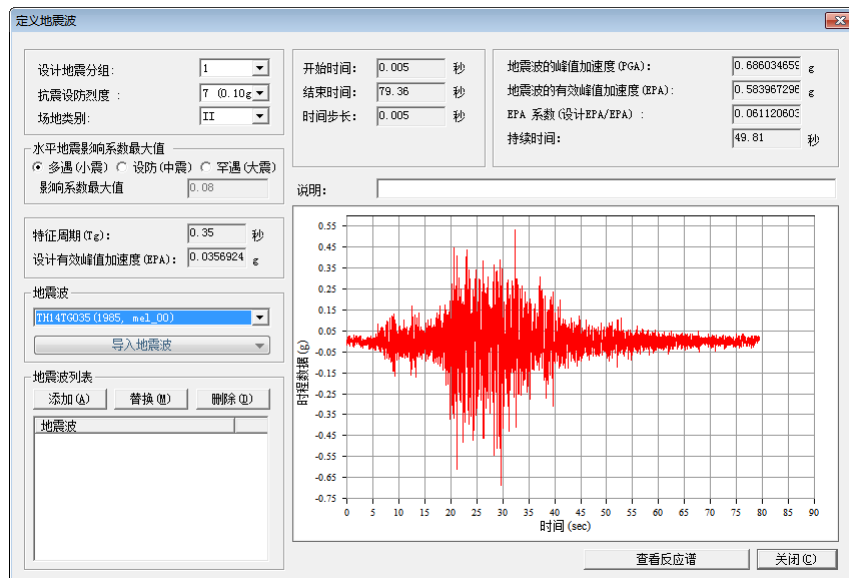 定义地震波
设计地震分组: 1
抗震设防烈度 : 7 (0.10g
场地类别: II
水平地震影响系数最大值
多遇(小震) 设防(中震) 罕遇(大震)
影响系数最大值 0.08
特征周期(Tg): 0.35 秒
设计有效峰值加速度(EPA): 0.0356924 g
地震波
TH14TG035(1985, mel_00)
导入地震波
地震波列表
添加(A) 替换(M) 删除(D)
地震波
开始时间: 0.005 秒
结束时间: 79.36 秒
时间步长: 0.005 秒
地震波的峰值加速度(PGA): 0.686034659 g
地震波的有效峰值加速度(EPA): 0.583967296 g
EPA 系数(设计EPA/EPA) : 0.061120603
持续时间: 49.81 秒
说明:
时程数据(g)
0.55
0.45
0.35
0.25
0.15
0.05
-0.05
-0.15
-0.25
-0.35
-0.45
-0.55
-0.65
-0.75
0 5 10 15 20 25 30 35 40 45 50 55 60 65 70 75 80 85 90
时间(sec)
查看反应谱 关闭(C)